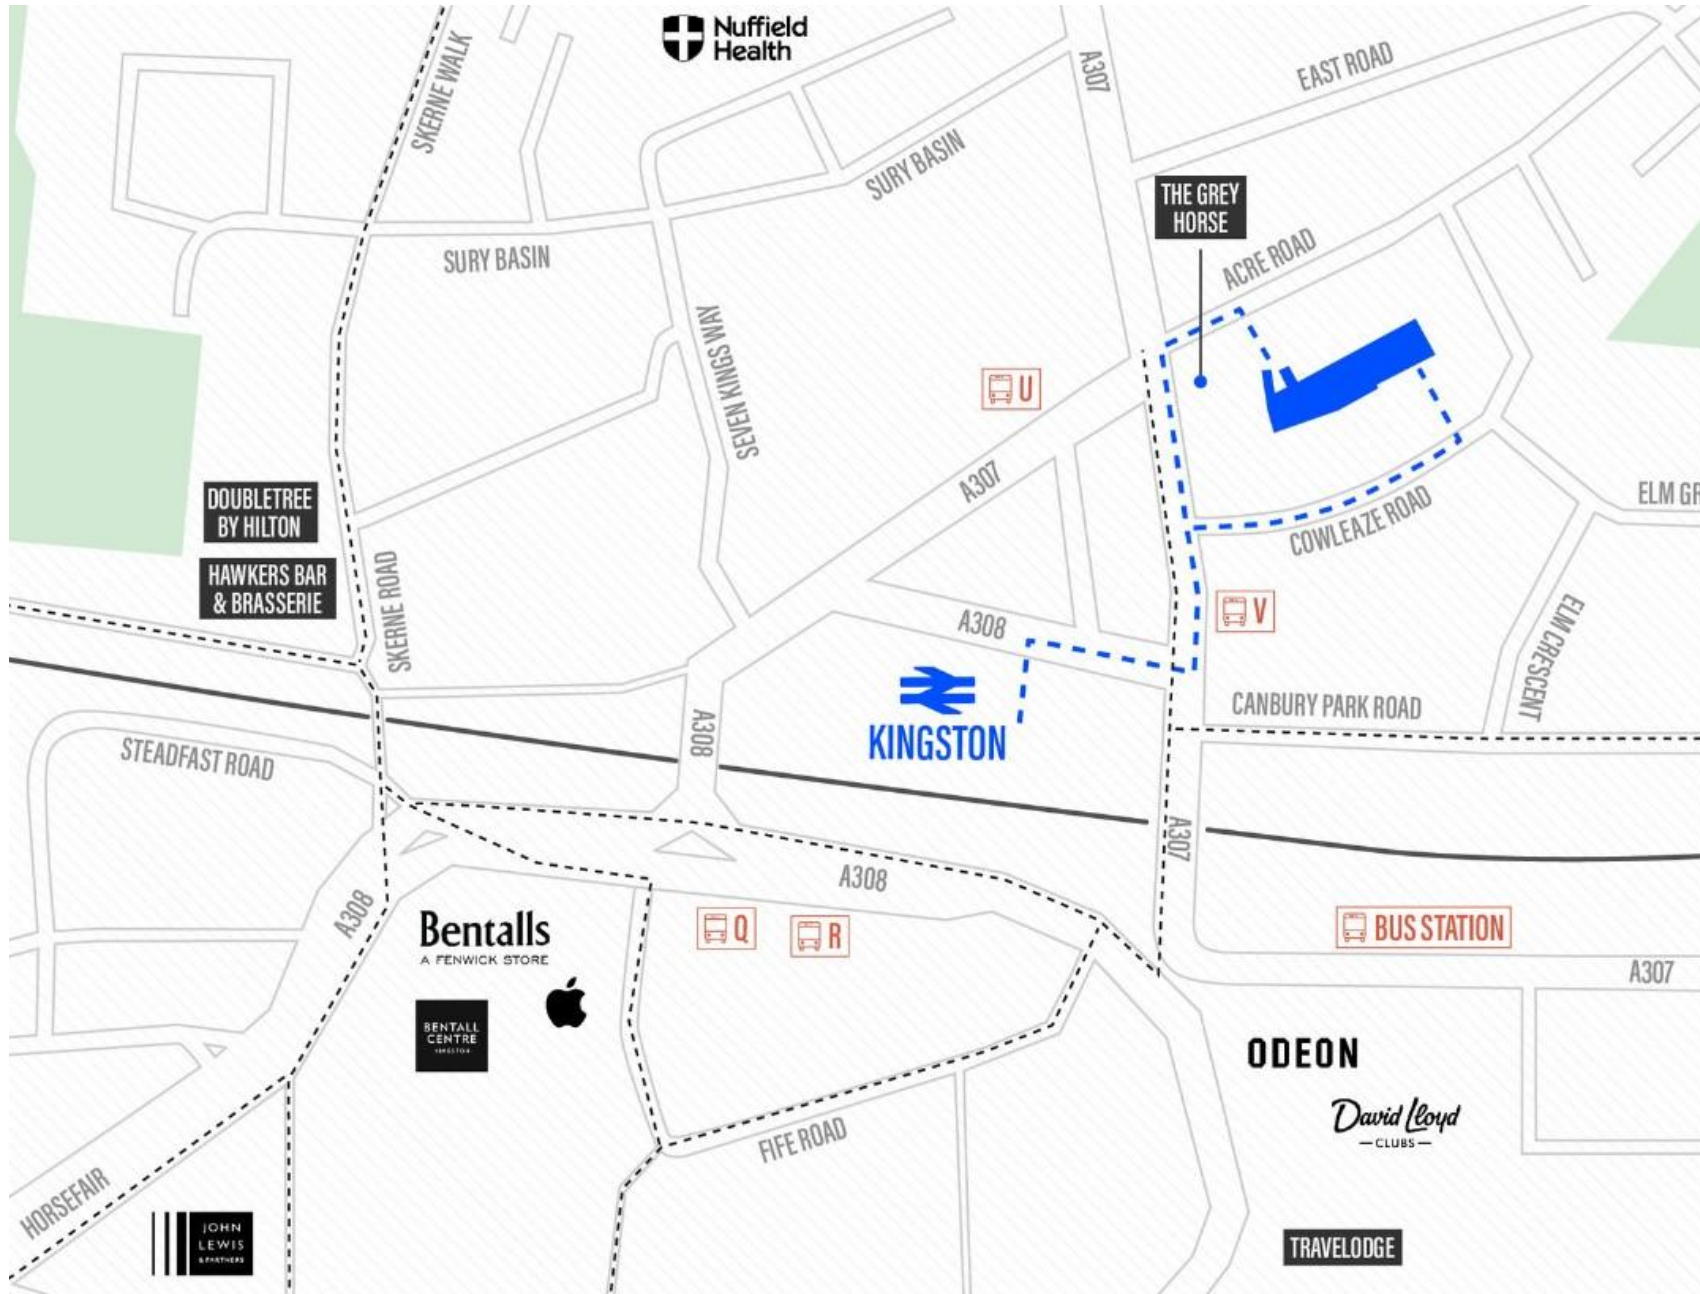 Nuffield
Health
SKERNE WALK
A307
EAST ROAD
SURY BASIN
THE GREY
HORSE
SURY BASIN
ACRE ROAD
SEVEN KINGS WAY
U
A307
DOUBLETREE
BY HILTON
ELM GR
COWLEAZE ROAD
HAWKERS BAR
& BRASSERIE
SKERNE ROAD
A308
V
ELM CRESCENT
KINGSTON
CANBURY PARK ROAD
A308
STEADFAST ROAD
A307
A308
A308
Bentalls
A FENWICK STORE
Q
R
BUS STATION
A307
BENTALL
CENTRE
KINGSTON
ODEON
David Lloyd
CLUBS
FIFE ROAD
HORSEFAIR
JOHN
LEWIS
& PARTNERS
TRAVELODGE